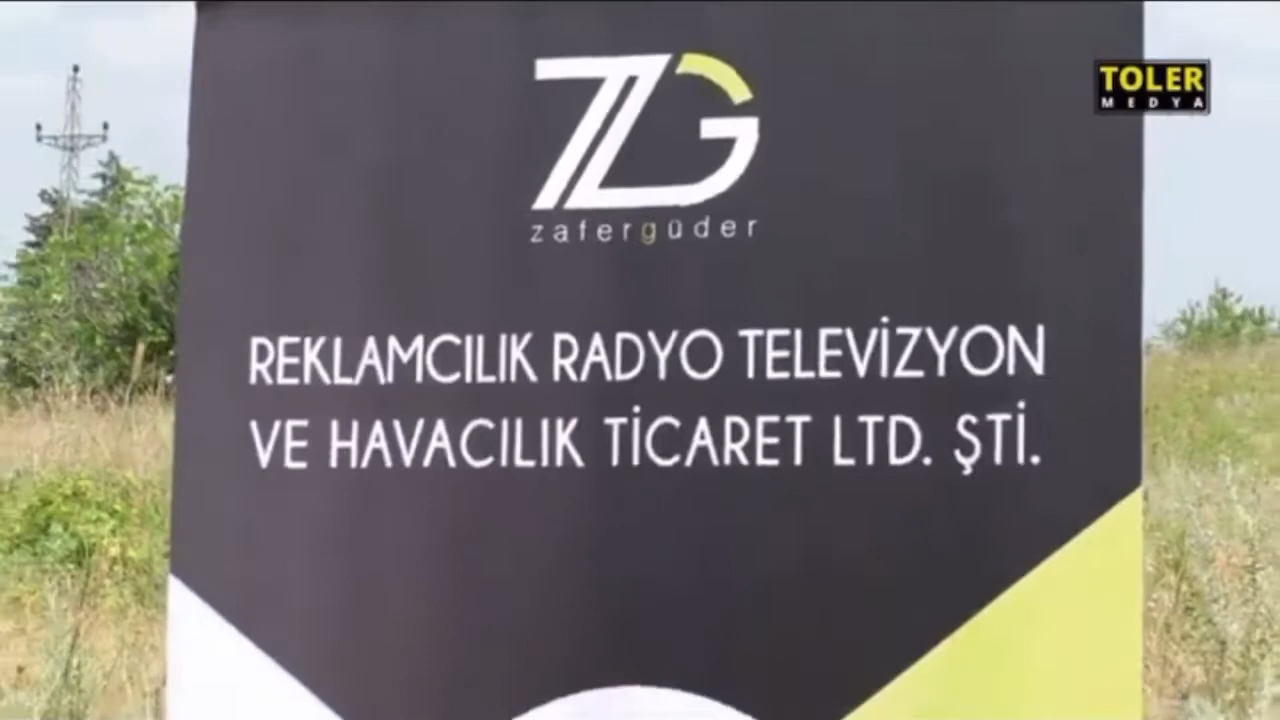 ZG
TOLER
MEDYA
zafergüder
REKLAMCILIK RADYO TELEVİZYON
VE HAVACILIK TİCARET LTD. ŞTİ.